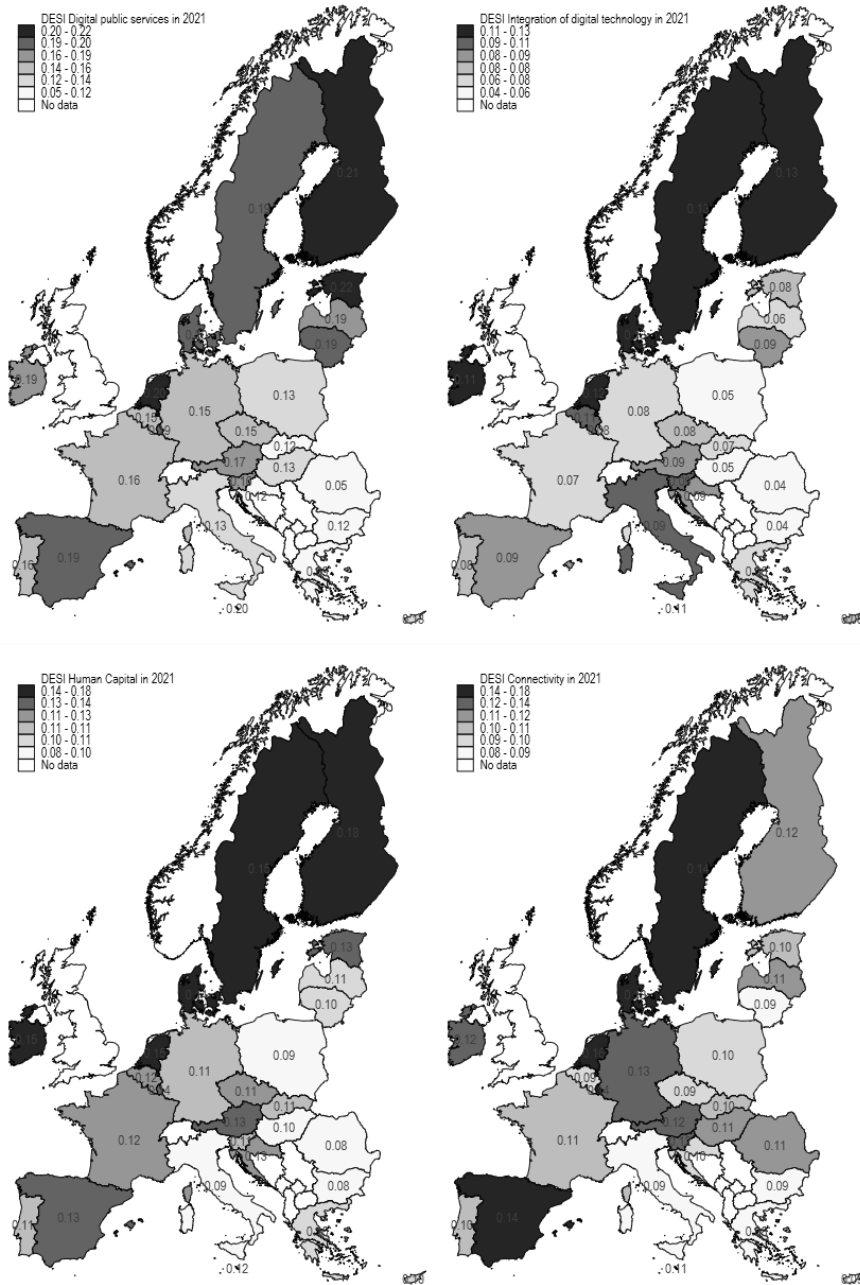 DESI Digital public services in 2021
0.20 - 0.22
0.19 - 0.20
0.16 - 0.19
0.14 - 0.16
0.12 - 0.14
0.05 - 0.12
No data
0.21
0.19
0.22
0.19
0.19
0.19
0.13
0.15
0.15
0.12
0.17
0.13
0.16
0.05
0.12
0.12
0.13
0.16
0.19
0.20
DESI Integration of digital technology in 2021
0.11 - 0.13
0.09 - 0.11
0.08 - 0.09
0.08 - 0.08
0.06 - 0.08
0.04 - 0.06
No data
0.13
0.13
0.08
0.06
0.09
0.11
0.05
0.08
0.08
0.07
0.09
0.05
0.07
0.04
0.09
0.04
0.09
0.08
0.09
0.11
DESI Human Capital in 2021
0.14 - 0.18
0.13 - 0.14
0.11 - 0.13
0.11 - 0.11
0.10 - 0.11
0.08 - 0.10
No data
0.18
0.15
0.13
0.11
0.10
0.15
0.09
0.11
0.12
0.11
0.11
0.13
0.10
0.12
0.08
0.13
0.08
0.09
0.11
0.13
0.12
DESI Connectivity in 2021
0.14 - 0.18
0.12 - 0.14
0.11 - 0.12
0.10 - 0.11
0.09 - 0.10
0.08 - 0.09
No data
0.12
0.14
0.10
0.11
0.09
0.12
0.10
0.13
0.09
0.09
0.10
0.12
0.11
0.11
0.11
0.10
0.09
0.09
0.10
0.14
0.11